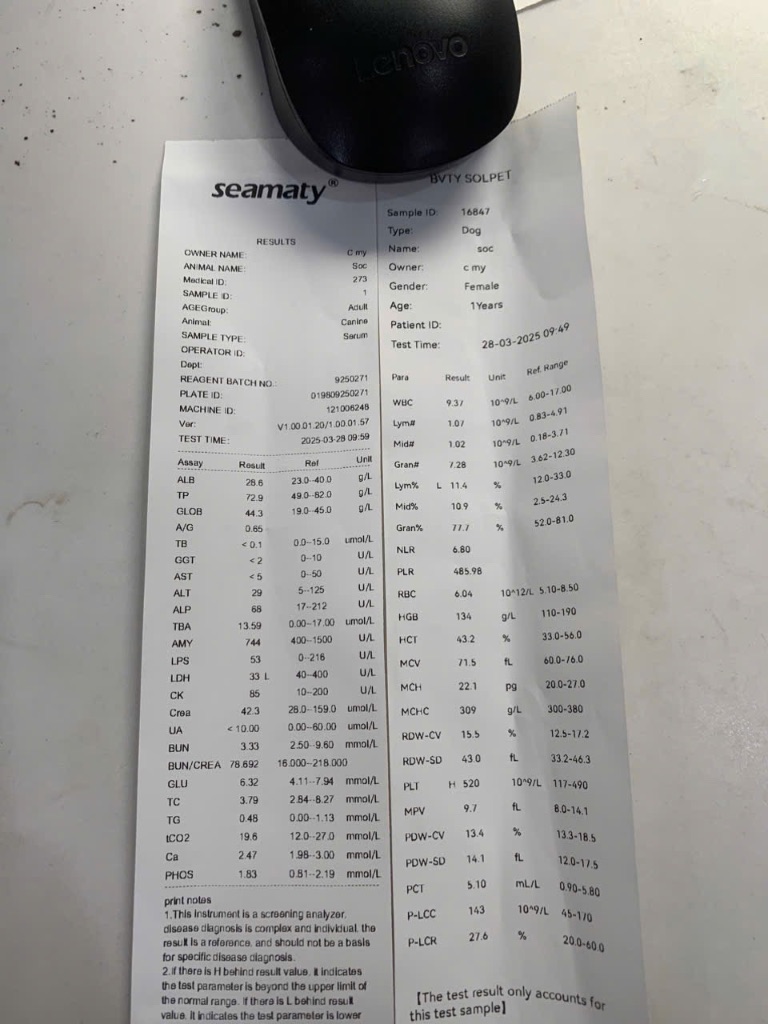 Lenovo
seamaty®
RESULTS
OWNER NAME: C my
ANIMAL NAME: Soc
Medical ID: 273
SAMPLE ID: 1
AGEGroup: Adult
Animal: Canine
SAMPLE TYPE: Serum
OPERATOR ID:
Dept:
REAGENT BATCH NO.: 9250271
PLATE ID: 019809250271
MACHINE ID: 121006248
Ver: V1.00.01.20/1.00.01.57
TEST TIME: 2025-03-28 09:59
Assay Result Ref Unit
ALB 28.6 23.0--40.0 g/L
TP 72.9 49.0--82.0 g/L
GLOB 44.3 19.0--45.0 g/L
A/G 0.65
TB < 0.1 0.0--15.0 umol/L
GGT < 2 0--10 U/L
AST < 5 0--50 U/L
ALT 29 5--125 U/L
ALP 68 17--212 U/L
TBA 13.59 0.00--17.00 umol/L
AMY 744 400--1500 U/L
LPS 53 0--216 U/L
LDH 33 L 40--400 U/L
CK 85 10--200 U/L
Crea 42.3 28.0--159.0 umol/L
UA < 10.00 0.00--60.00 umol/L
BUN 3.33 2.50--9.60 mmol/L
BUN/CREA 78.692 16.000--218.000
GLU 6.32 4.11--7.94 mmol/L
TC 3.79 2.84--8.27 mmol/L
TG 0.48 0.00--1.13 mmol/L
tCO2 19.6 12.0--27.0 mmol/L
Ca 2.47 1.98--3.00 mmol/L
PHOS 1.83 0.81--2.19 mmol/L
print notes
1.This Instrument is a screening analyzer,
disease diagnosis is complex and individual, the
result is a reference, and should not be a basis
for specific disease diagnosis.
2.If there is H behind result value, it indicates
the test parameter is beyond the upper limit of
the normal range. If there is L behind result
value, it indicates the test parameter is lower
BVTY SOLPET
Sample ID: 16847
Type: Dog
Name: soc
Owner: c my
Gender: Female
Age: 1Years
Patient ID:
Test Time: 28-03-2025 09:49
Para Result Unit Ref. Range
WBC 9.37 10^9/L 6.00-17.00
Lym# 1.07 10^9/L 0.83-4.91
Mid# 1.02 10^9/L 0.18-3.71
Gran# 7.28 10^9/L 3.62-12.30
Lym% L 11.4 % 12.0-33.0
Mid% 10.9 % 2.5-24.3
Gran% 77.7 % 52.0-81.0
NLR 6.80
PLR 485.98
RBC 6.04 10^12/L 5.10-8.50
HGB 134 g/L 110-190
HCT 43.2 % 33.0-56.0
MCV 71.5 fL 60.0-76.0
MCH 22.1 pg 20.0-27.0
MCHC 309 g/L 300-380
RDW-CV 15.5 % 12.5-17.2
RDW-SD 43.0 fL 33.2-46.3
PLT H 520 10^9/L 117-490
MPV 9.7 fL 8.0-14.1
PDW-CV 13.4 % 13.3-18.5
PDW-SD 14.1 fL 12.0-17.5
PCT 5.10 mL/L 0.90-5.80
P-LCC 143 10^9/L 45-170
P-LCR 27.6 % 20.0-60.0
【The test result only accounts for
this test sample】